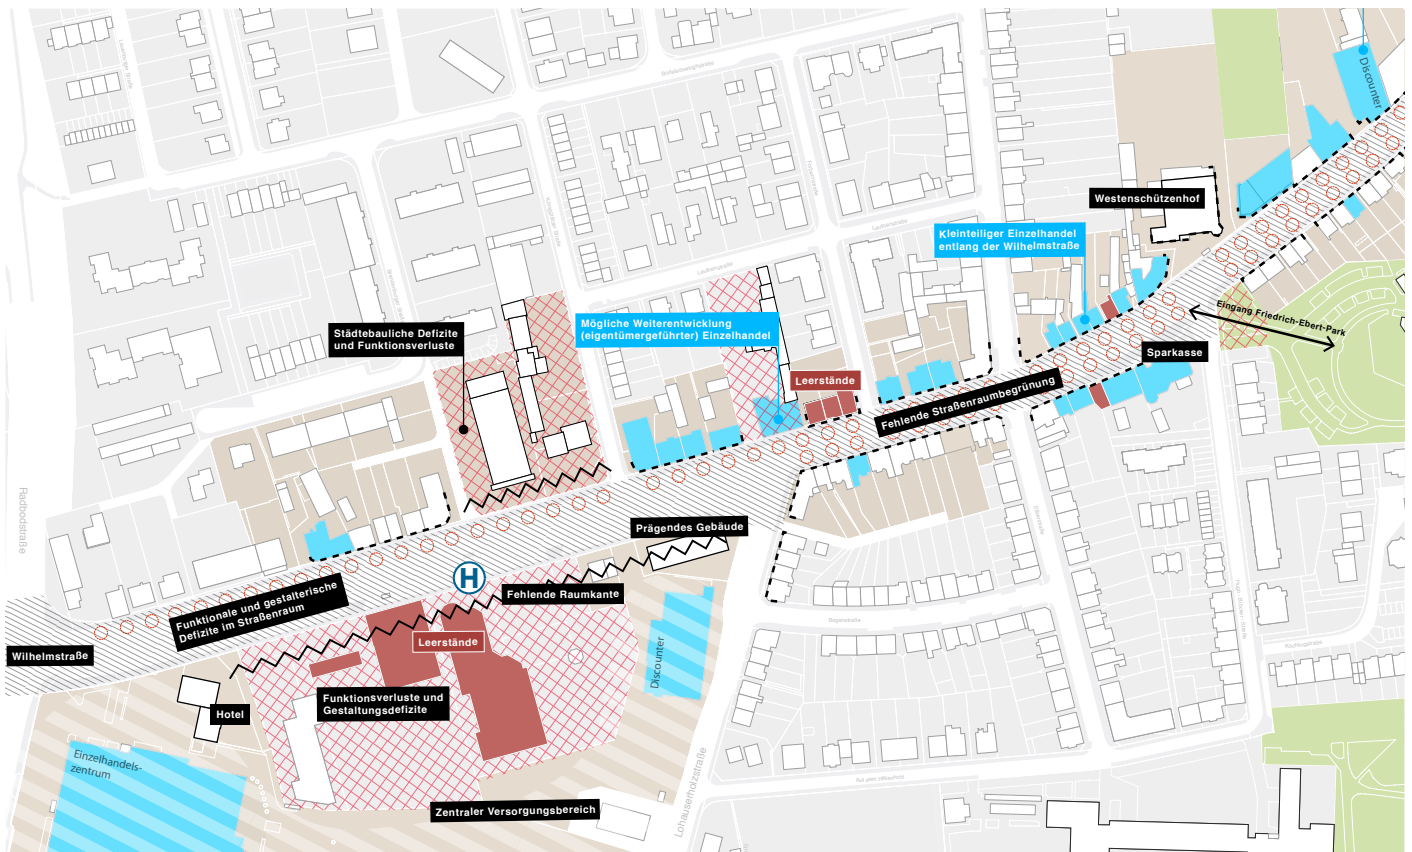 Discounter
Westenschützenhof
Kleinteiliger Einzelhandel
entlang der Wilhelmstraße
Eingang Friedrich-Ebert-Park
Städtebauliche Defizite
und Funktionsverluste
Mögliche Weiterentwicklung
(eigentümergeführter) Einzelhandel
Sparkasse
Leerstände
Fehlende Straßenraumbegrünung
Radbodstraße
Prägendes Gebäude
H
Fehlende Raumkante
Funktionale und gestalterische
Defizite im Straßenraum
Wilhelmstraße
Leerstände
Discounter
Funktionsverluste und
Gestaltungsdefizite
Hotel
Einzelhandels-
zentrum
Lohauserholzstraße
Zentraler Versorgungsbereich